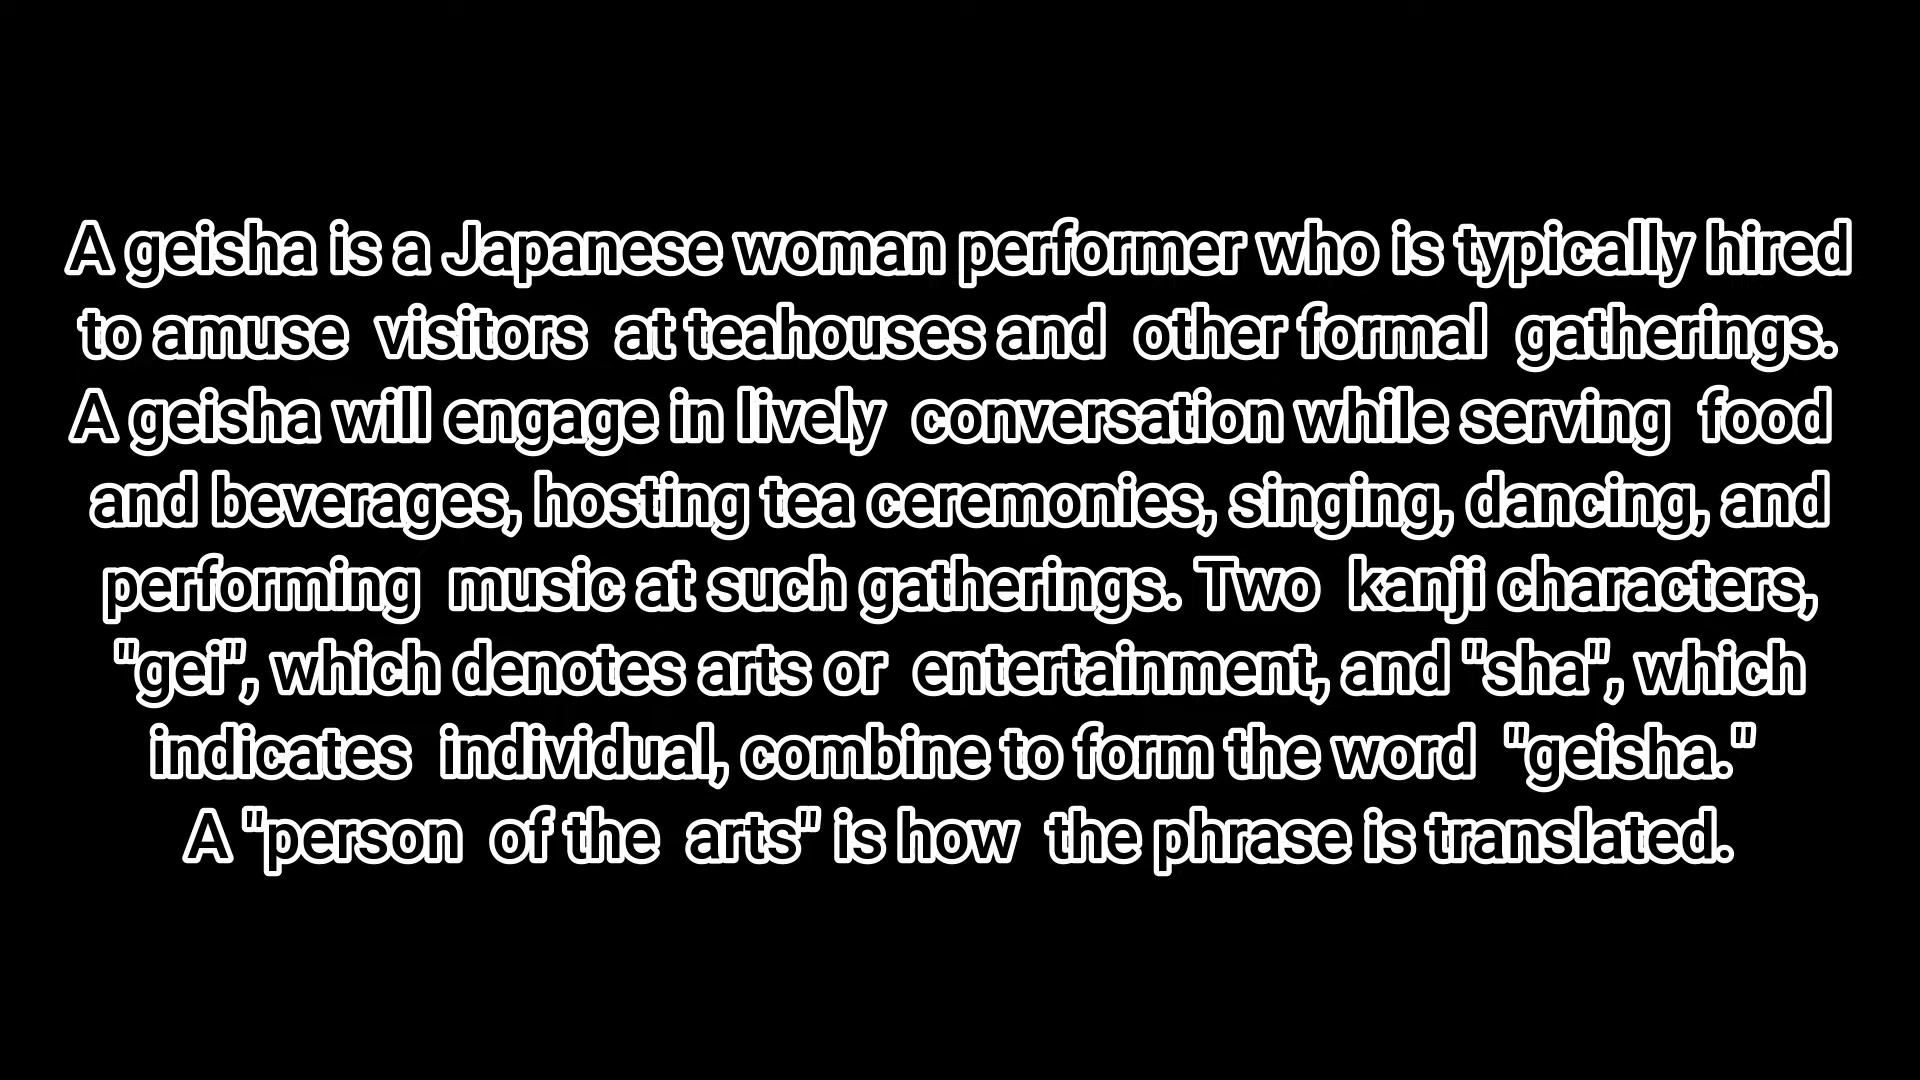 A geisha is a Japanese woman performer who is typically hired
to amuse  visitors  at teahouses and  other formal  gatherings.
A geisha will engage in lively  conversation while serving  food
and beverages, hosting tea ceremonies, singing, dancing, and
performing  music at such gatherings. Two  kanji characters,
"gei", which denotes arts or  entertainment, and "sha", which
indicates  individual, combine to form the word  "geisha."
A "person  of the  arts" is how  the phrase is translated.